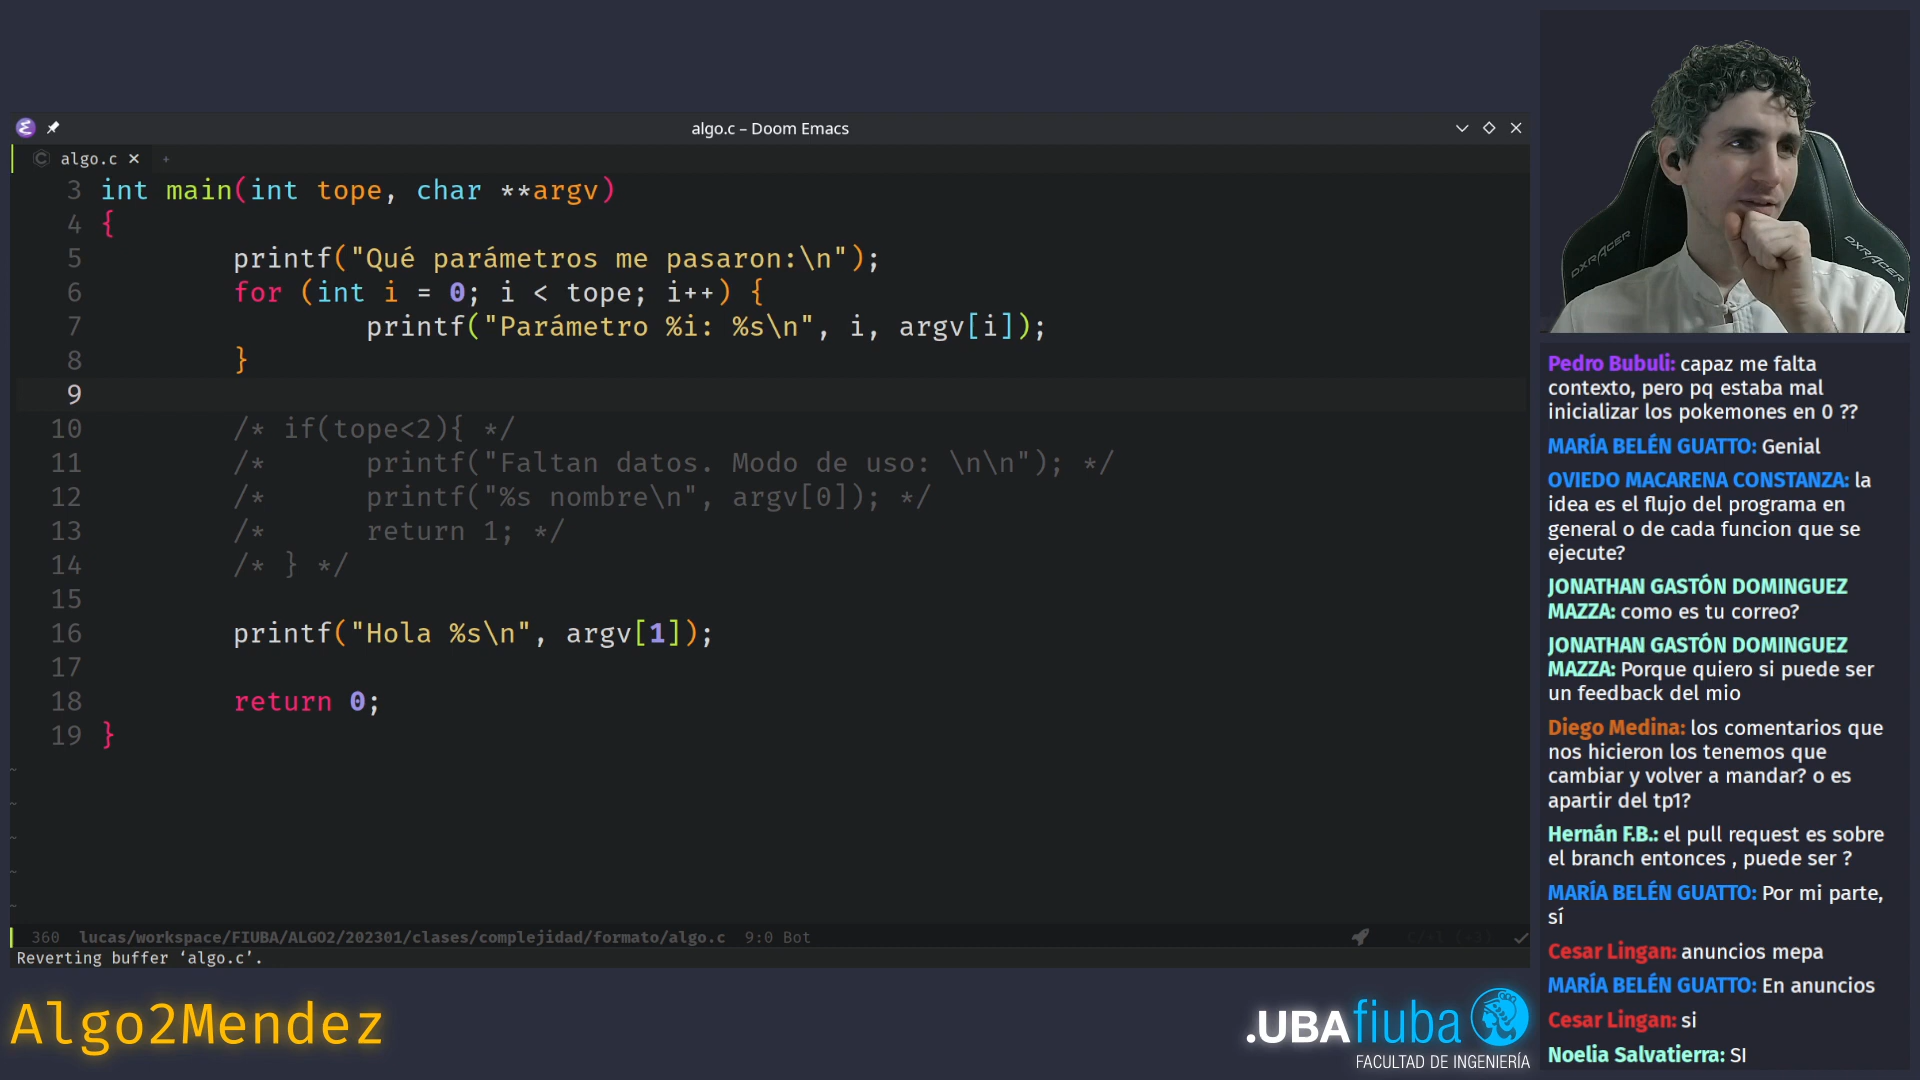 algo.c – Doom Emacs
algo.c
3 int main(int tope, char **argv)
4 {
5 printf("Qué parámetros me pasaron:\n");
6 for (int i = 0; i < tope; i++) {
7 printf("Parámetro %i: %s\n", i, argv[i]);
8 }
9
10 /* if(tope<2){ */
11 /* printf("Faltan datos. Modo de uso: \n\n"); */
12 /* printf("%s nombre\n", argv[0]); */
13 /* return 1; */
14 /* } */
15
16 printf("Hola %s\n", argv[1]);
17
18 return 0;
19 }
~
~
~
~
~
360 lucas/workspace/FIUBA/ALGO2/202301/clases/complejidad/formato/algo.c 9:0 Bot
Reverting buffer ‘algo.c’.
Algo2Mendez
.UBAfiuba
FACULTAD DE INGENIERÍA
DXRACER
DXRACER
Pedro Bubuli: capaz me falta
contexto, pero pq estaba mal
inicializar los pokemones en 0 ??
MARÍA BELÉN GUATTO: Genial
OVIEDO MACARENA CONSTANZA: la
idea es el flujo del programa en
general o de cada funcion que se
ejecute?
JONATHAN GASTÓN DOMINGUEZ
MAZZA: como es tu correo?
JONATHAN GASTÓN DOMINGUEZ
MAZZA: Porque quiero si puede ser
un feedback del mio
Diego Medina: los comentarios que
nos hicieron los tenemos que
cambiar y volver a mandar? o es
apartir del tp1?
Hernán F.B.: el pull request es sobre
el branch entonces , puede ser ?
MARÍA BELÉN GUATTO: Por mi parte,
sí
Cesar Lingan: anuncios mepa
MARÍA BELÉN GUATTO: En anuncios
Cesar Lingan: si
Noelia Salvatierra: SI